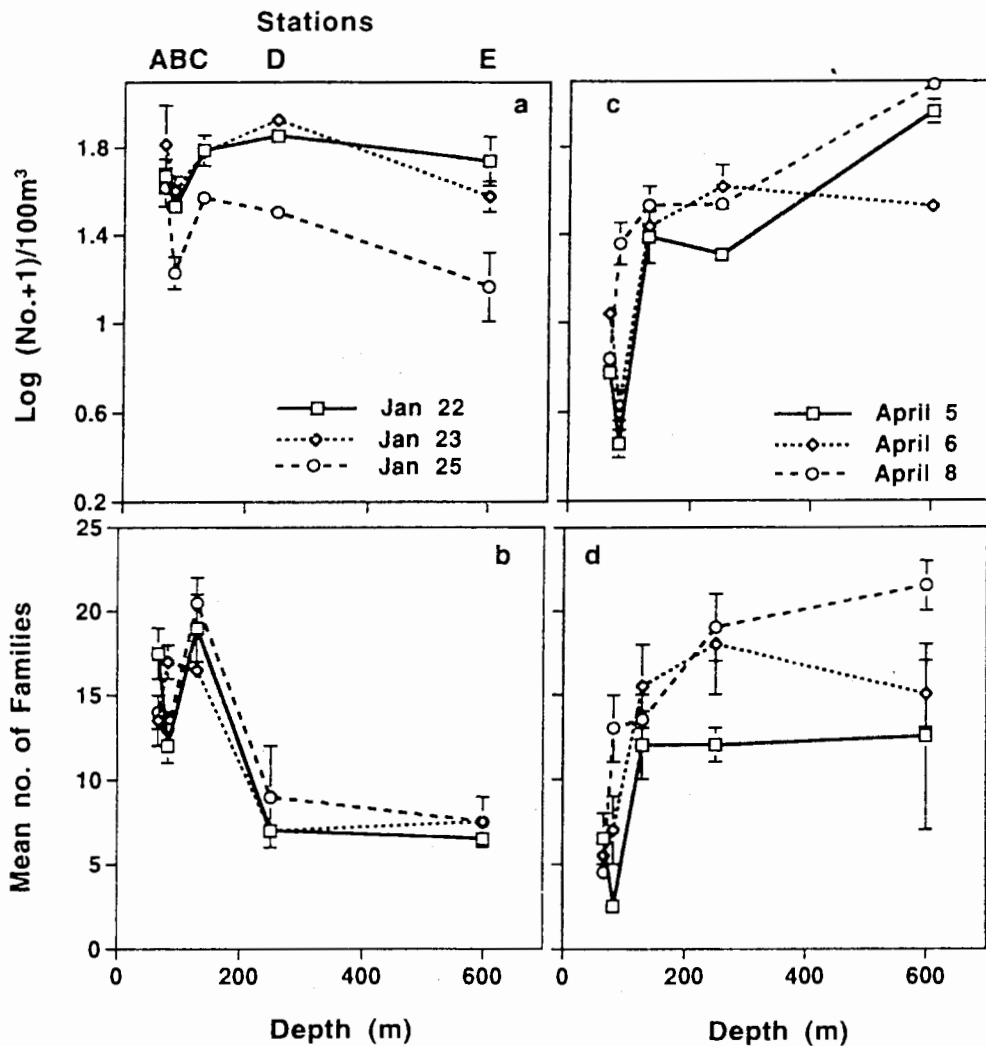 Stations
A B C D E
a
c
Log (No.+1)/100m³
1.8
1.4
1
0.6
0.2
Jan 22
Jan 23
Jan 25
April 5
April 6
April 8
b
d
Mean no. of Families
25
20
15
10
5
0
0 200 400 600
0 200 400 600
Depth (m)
Depth (m)